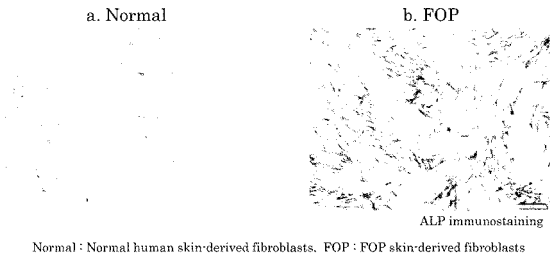 a. Normal
b. FOP
ALP immunostaining
Normal : Normal human skin-derived fibroblasts, FOP : FOP skin-derived fibroblasts